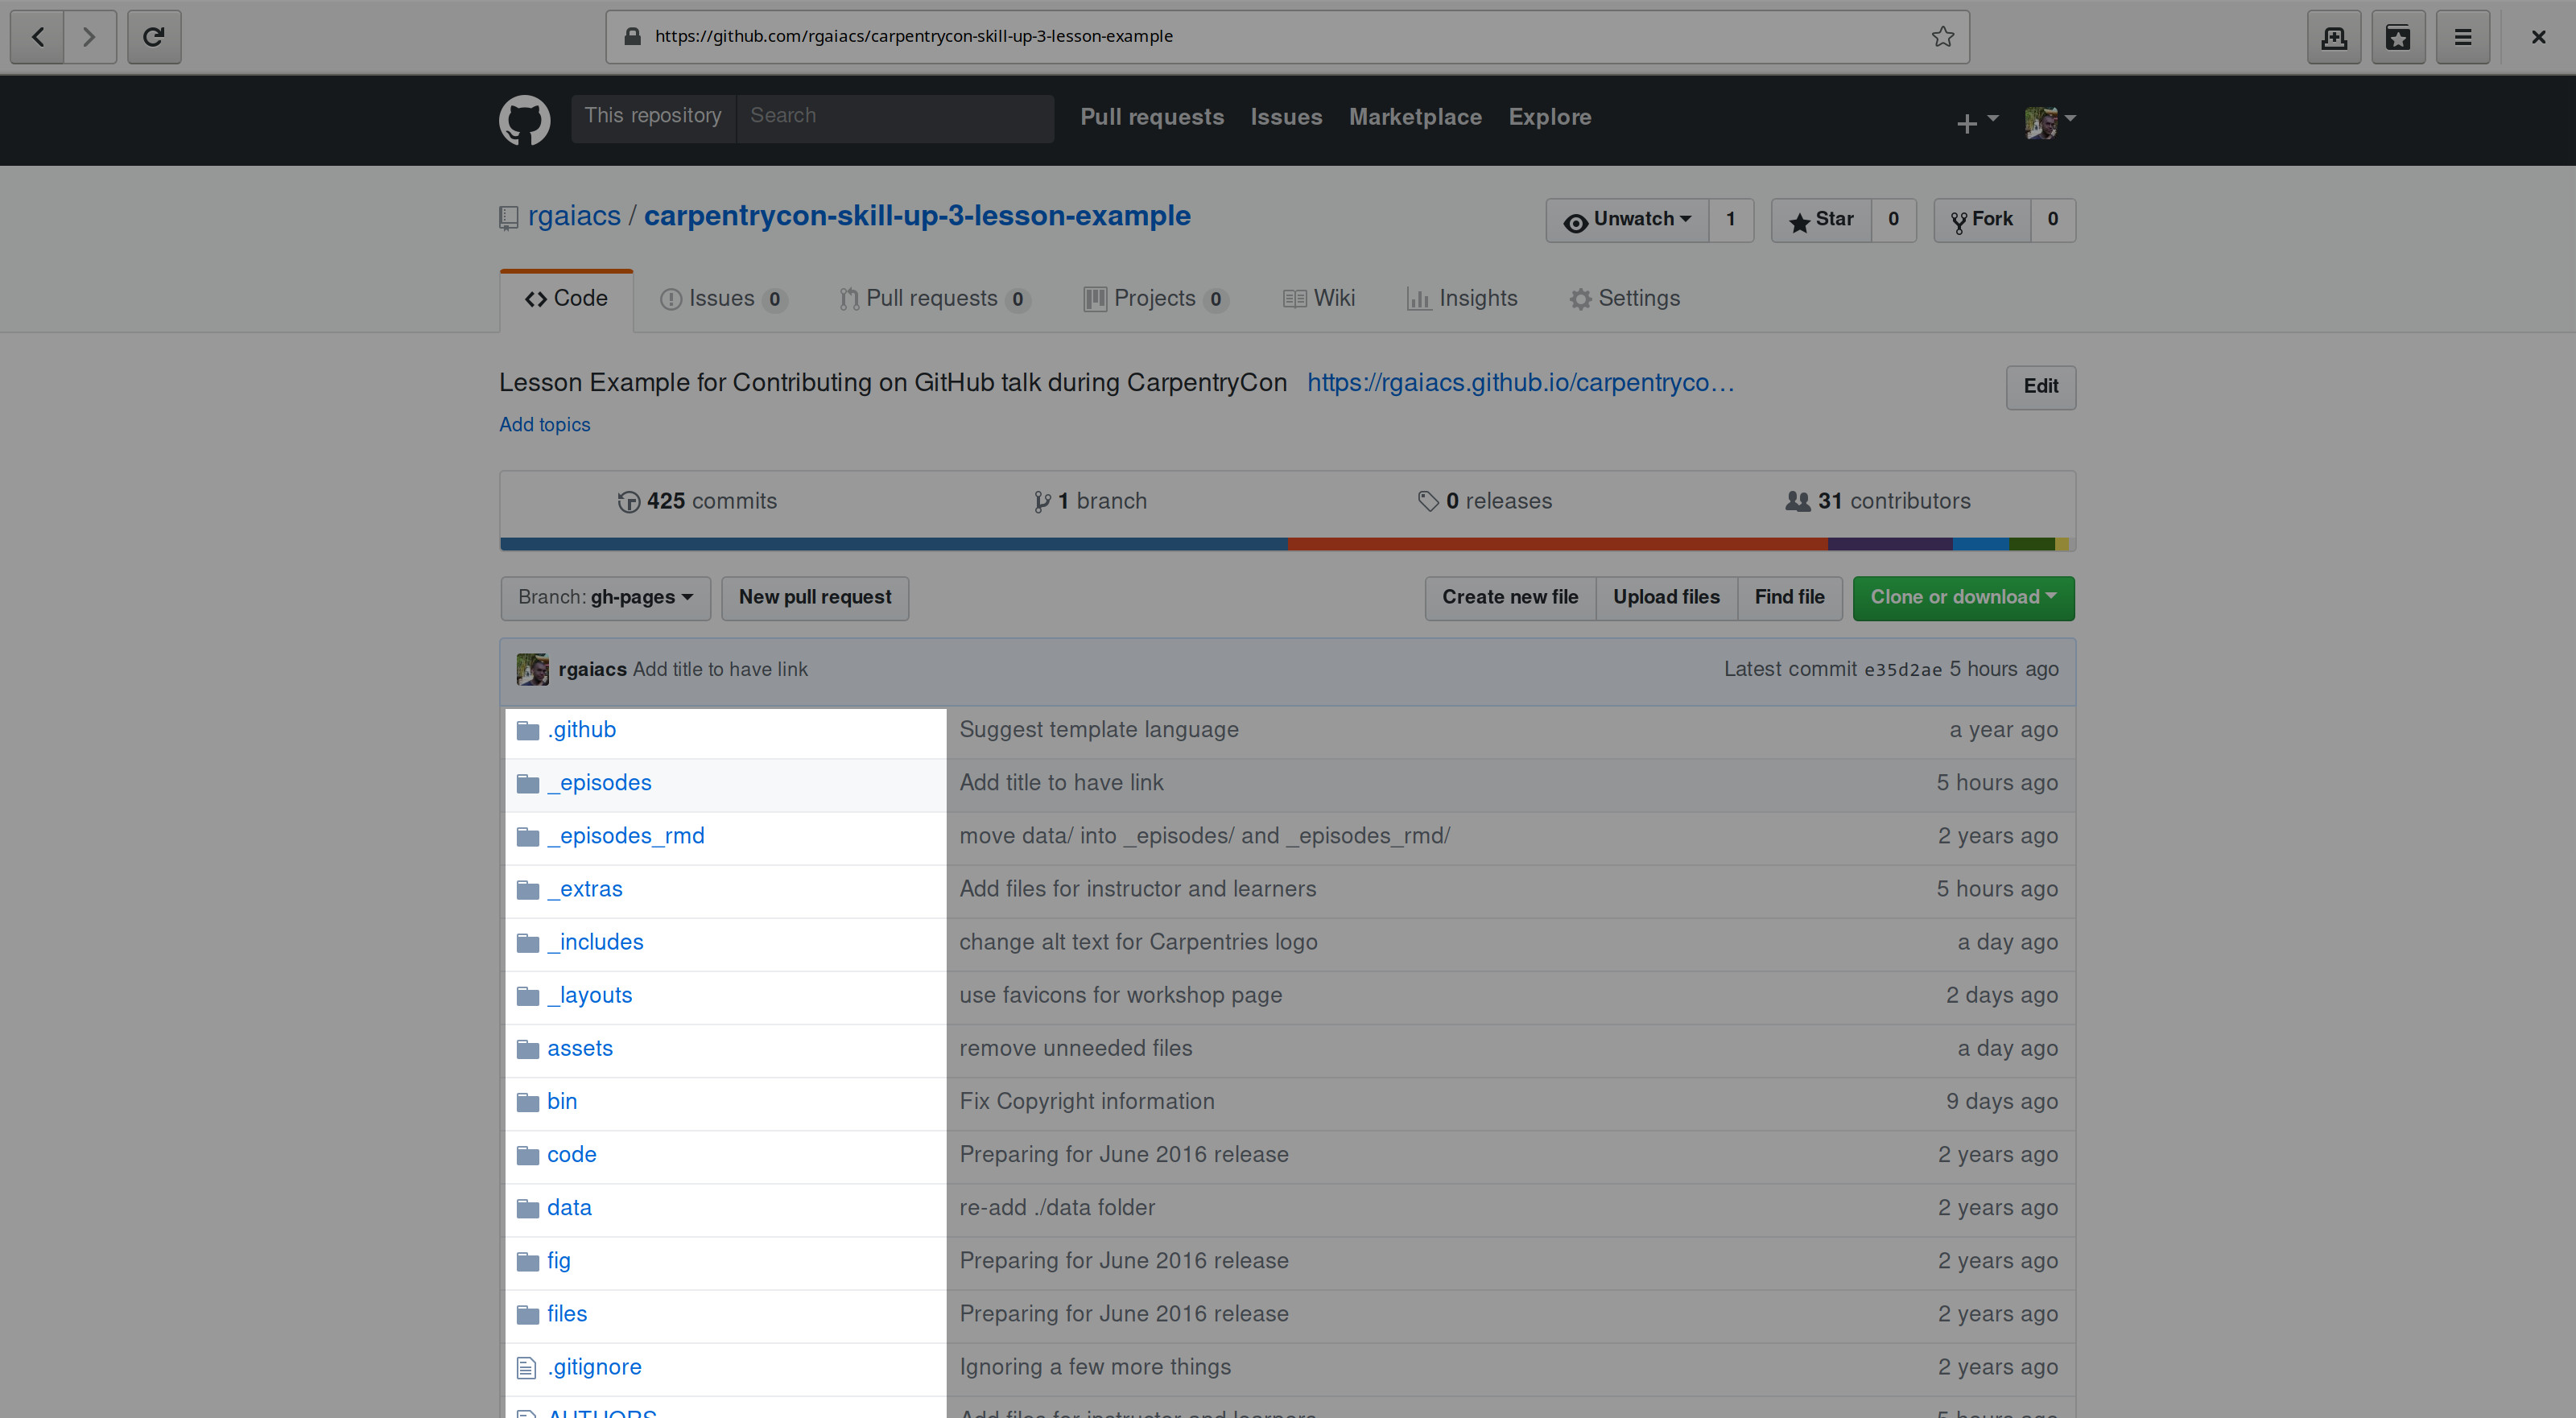 https://github.com/rgaiacs/carpentrycon-skill-up-3-lesson-example
This repository Search Pull requests Issues Marketplace Explore
rgaiacs / carpentrycon-skill-up-3-lesson-example Unwatch 1 Star 0 Fork 0
Code Issues 0 Pull requests 0 Projects 0 Wiki Insights Settings
Lesson Example for Contributing on GitHub talk during CarpentryCon https://rgaiacs.github.io/carpentryco… Edit
Add topics
425 commits 1 branch 0 releases 31 contributors
Branch: gh-pages New pull request Create new file Upload files Find file Clone or download
rgaiacs Add title to have link Latest commit e35d2ae 5 hours ago
.github Suggest template language a year ago
_episodes Add title to have link 5 hours ago
_episodes_rmd move data/ into _episodes/ and _episodes_rmd/ 2 years ago
_extras Add files for instructor and learners 5 hours ago
_includes change alt text for Carpentries logo a day ago
_layouts use favicons for workshop page 2 days ago
assets remove unneeded files a day ago
bin Fix Copyright information 9 days ago
code Preparing for June 2016 release 2 years ago
data re-add ./data folder 2 years ago
fig Preparing for June 2016 release 2 years ago
files Preparing for June 2016 release 2 years ago
.gitignore Ignoring a few more things 2 years ago
AUTHORS Add files for instructor and learners 5 hours ago